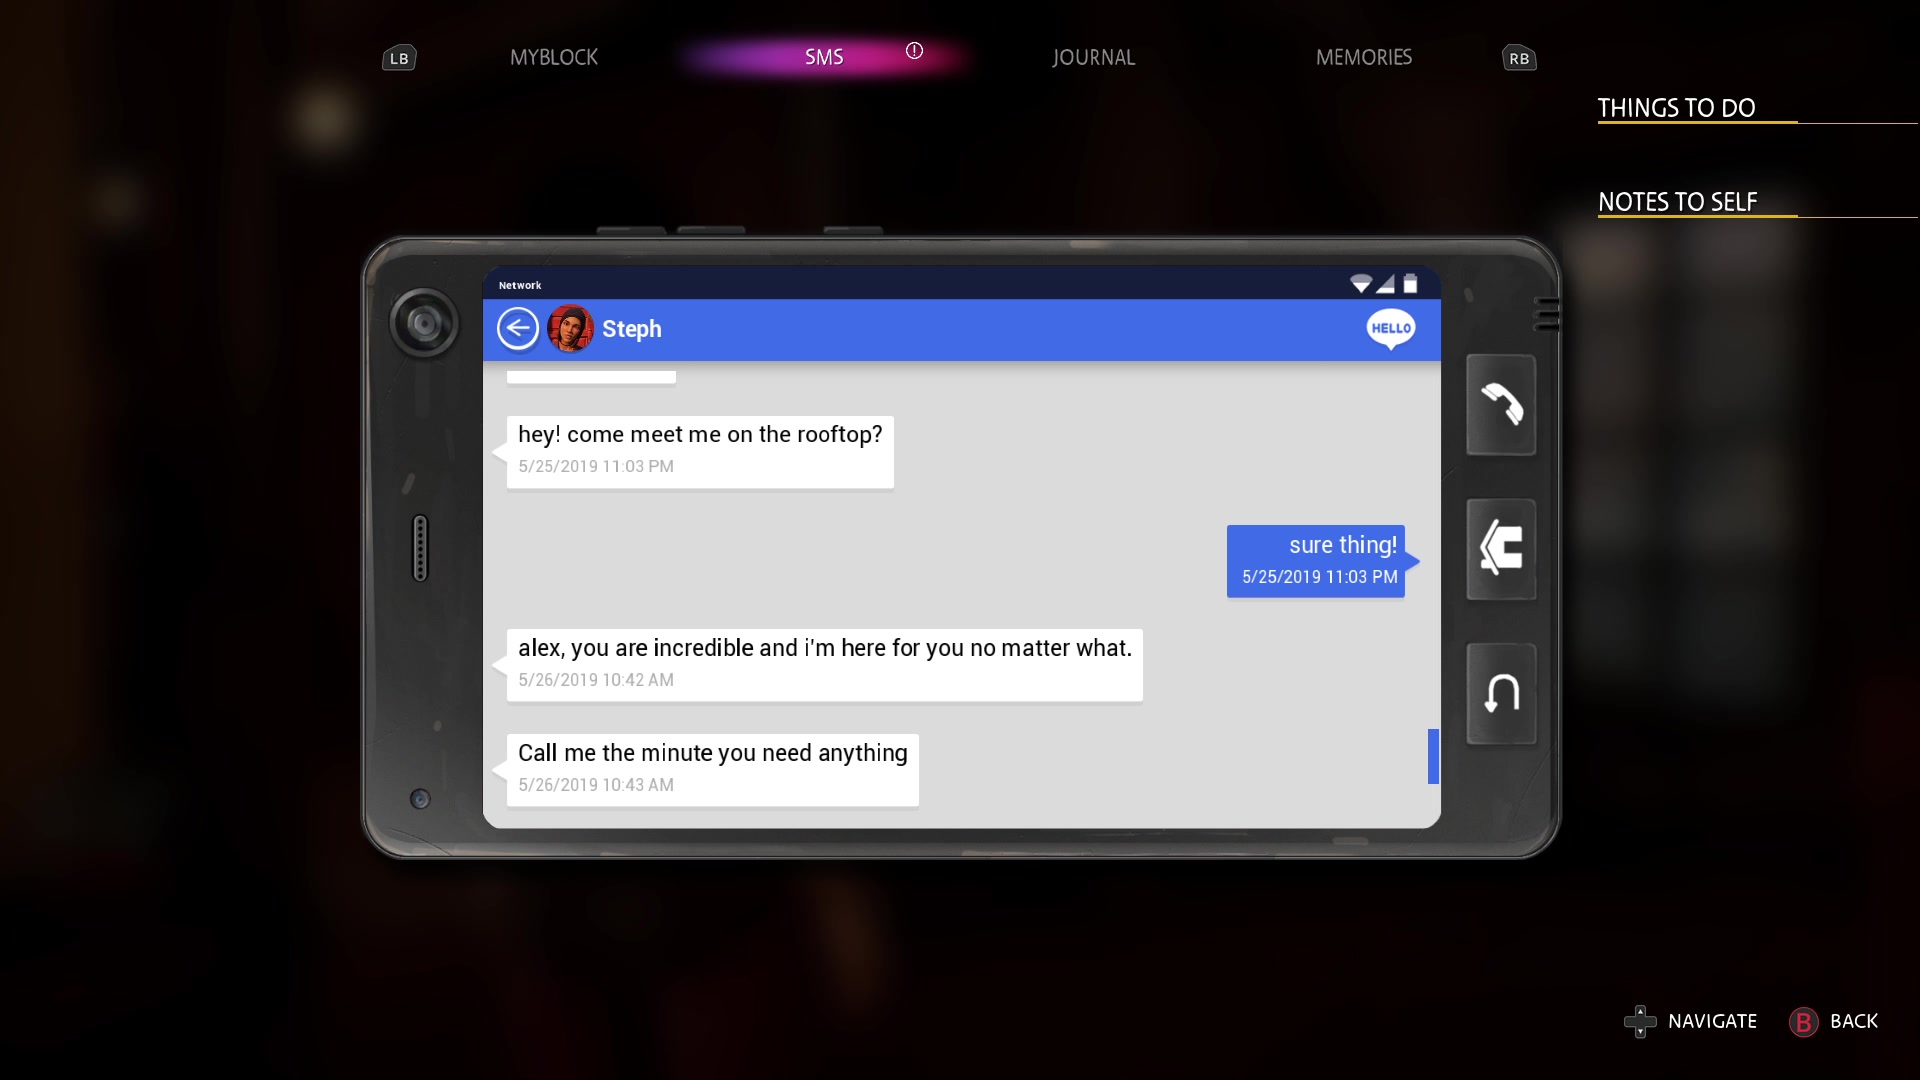 LB
MYBLOCK
SMS
JOURNAL
MEMORIES
RB
THINGS TO DO
NOTES TO SELF
Network
Steph
HELLO
hey! come meet me on the rooftop?
5/25/2019 11:03 PM
sure thing!
5/25/2019 11:03 PM
alex, you are incredible and i'm here for you no matter what.
5/26/2019 10:42 AM
Call me the minute you need anything
5/26/2019 10:43 AM
NAVIGATE
B BACK